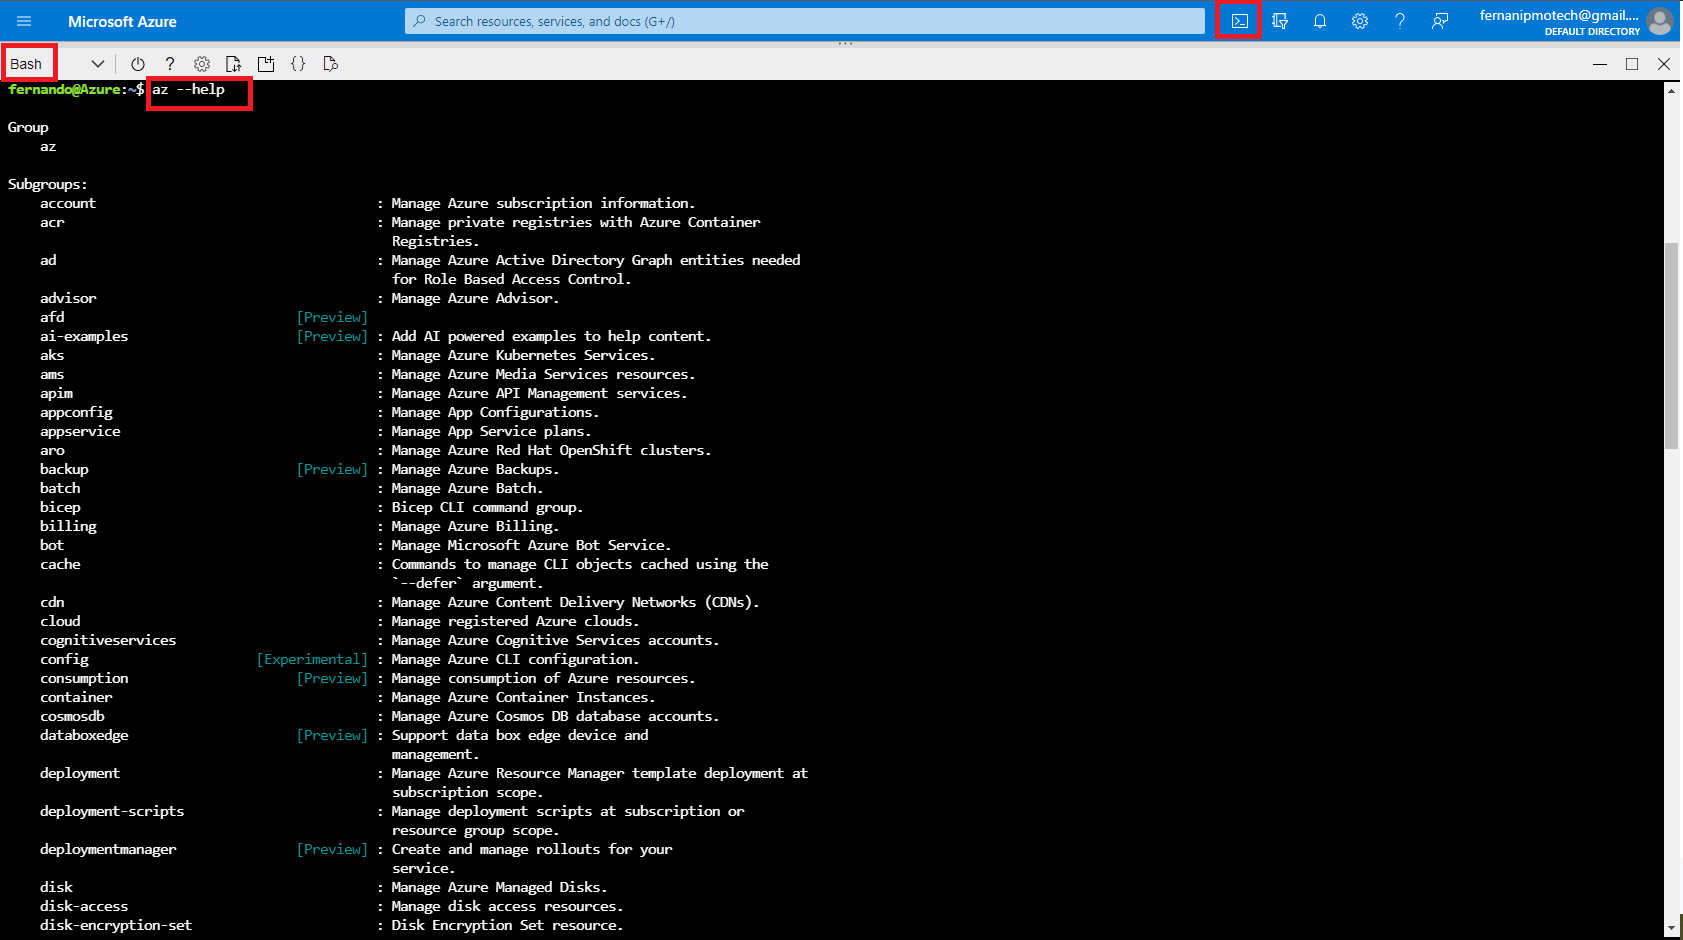 Microsoft Azure
Search resources, services, and docs (G+/)
fernanipmotech@gmail....
DEFAULT DIRECTORY
Bash
fernando@Azure:~$ az --help
Group
az
Subgroups:
account : Manage Azure subscription information.
acr : Manage private registries with Azure Container
Registries.
ad : Manage Azure Active Directory Graph entities needed
for Role Based Access Control.
advisor : Manage Azure Advisor.
afd [Preview]
ai-examples [Preview] : Add AI powered examples to help content.
aks : Manage Azure Kubernetes Services.
ams : Manage Azure Media Services resources.
apim : Manage Azure API Management services.
appconfig : Manage App Configurations.
appservice : Manage App Service plans.
aro : Manage Azure Red Hat OpenShift clusters.
backup [Preview] : Manage Azure Backups.
batch : Manage Azure Batch.
bicep : Bicep CLI command group.
billing : Manage Azure Billing.
bot : Manage Microsoft Azure Bot Service.
cache : Commands to manage CLI objects cached using the
`--defer` argument.
cdn : Manage Azure Content Delivery Networks (CDNs).
cloud : Manage registered Azure clouds.
cognitiveservices : Manage Azure Cognitive Services accounts.
config [Experimental] : Manage Azure CLI configuration.
consumption [Preview] : Manage consumption of Azure resources.
container : Manage Azure Container Instances.
cosmosdb : Manage Azure Cosmos DB database accounts.
databoxedge [Preview] : Support data box edge device and
management.
deployment : Manage Azure Resource Manager template deployment at
subscription scope.
deployment-scripts : Manage deployment scripts at subscription or
resource group scope.
deploymentmanager [Preview] : Create and manage rollouts for your
service.
disk : Manage Azure Managed Disks.
disk-access : Manage disk access resources.
disk-encryption-set : Disk Encryption Set resource.